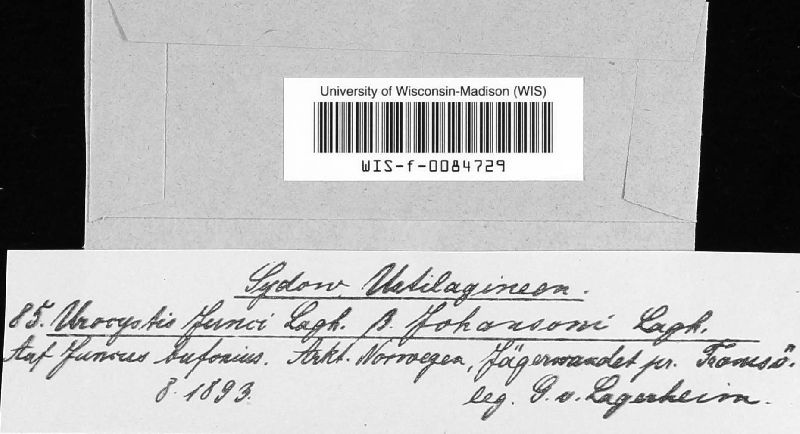 University of Wisconsin-Madison (WIS)
WIS-f-0084729
Sydow, Ustilagineen.
85. Urocystis Junci Lagh. β. Johansoni Lagh.
Auf Juncus bufonius. Arkt. Norwegen, Jägervandet pr. Tromsö.
8. 1893. leg. G. v. Lagerheim.